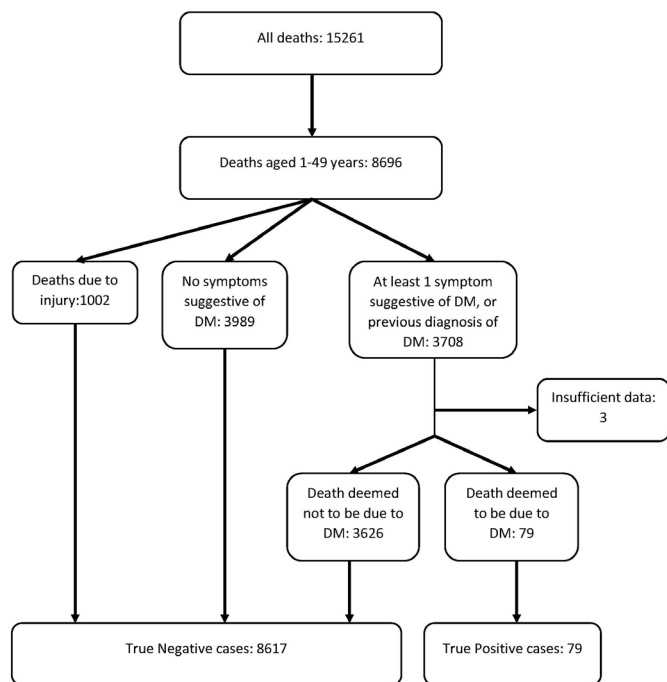 All deaths: 15261
Deaths aged 1-49 years: 8696
Deaths due to
injury:1002
No symptoms
suggestive of
DM: 3989
At least 1 symptom
suggestive of DM, or
previous diagnosis of
DM: 3708
Insufficient data:
3
Death deemed
not to be due to
DM: 3626
Death deemed
to be due to
DM: 79
True Negative cases: 8617
True Positive cases: 79